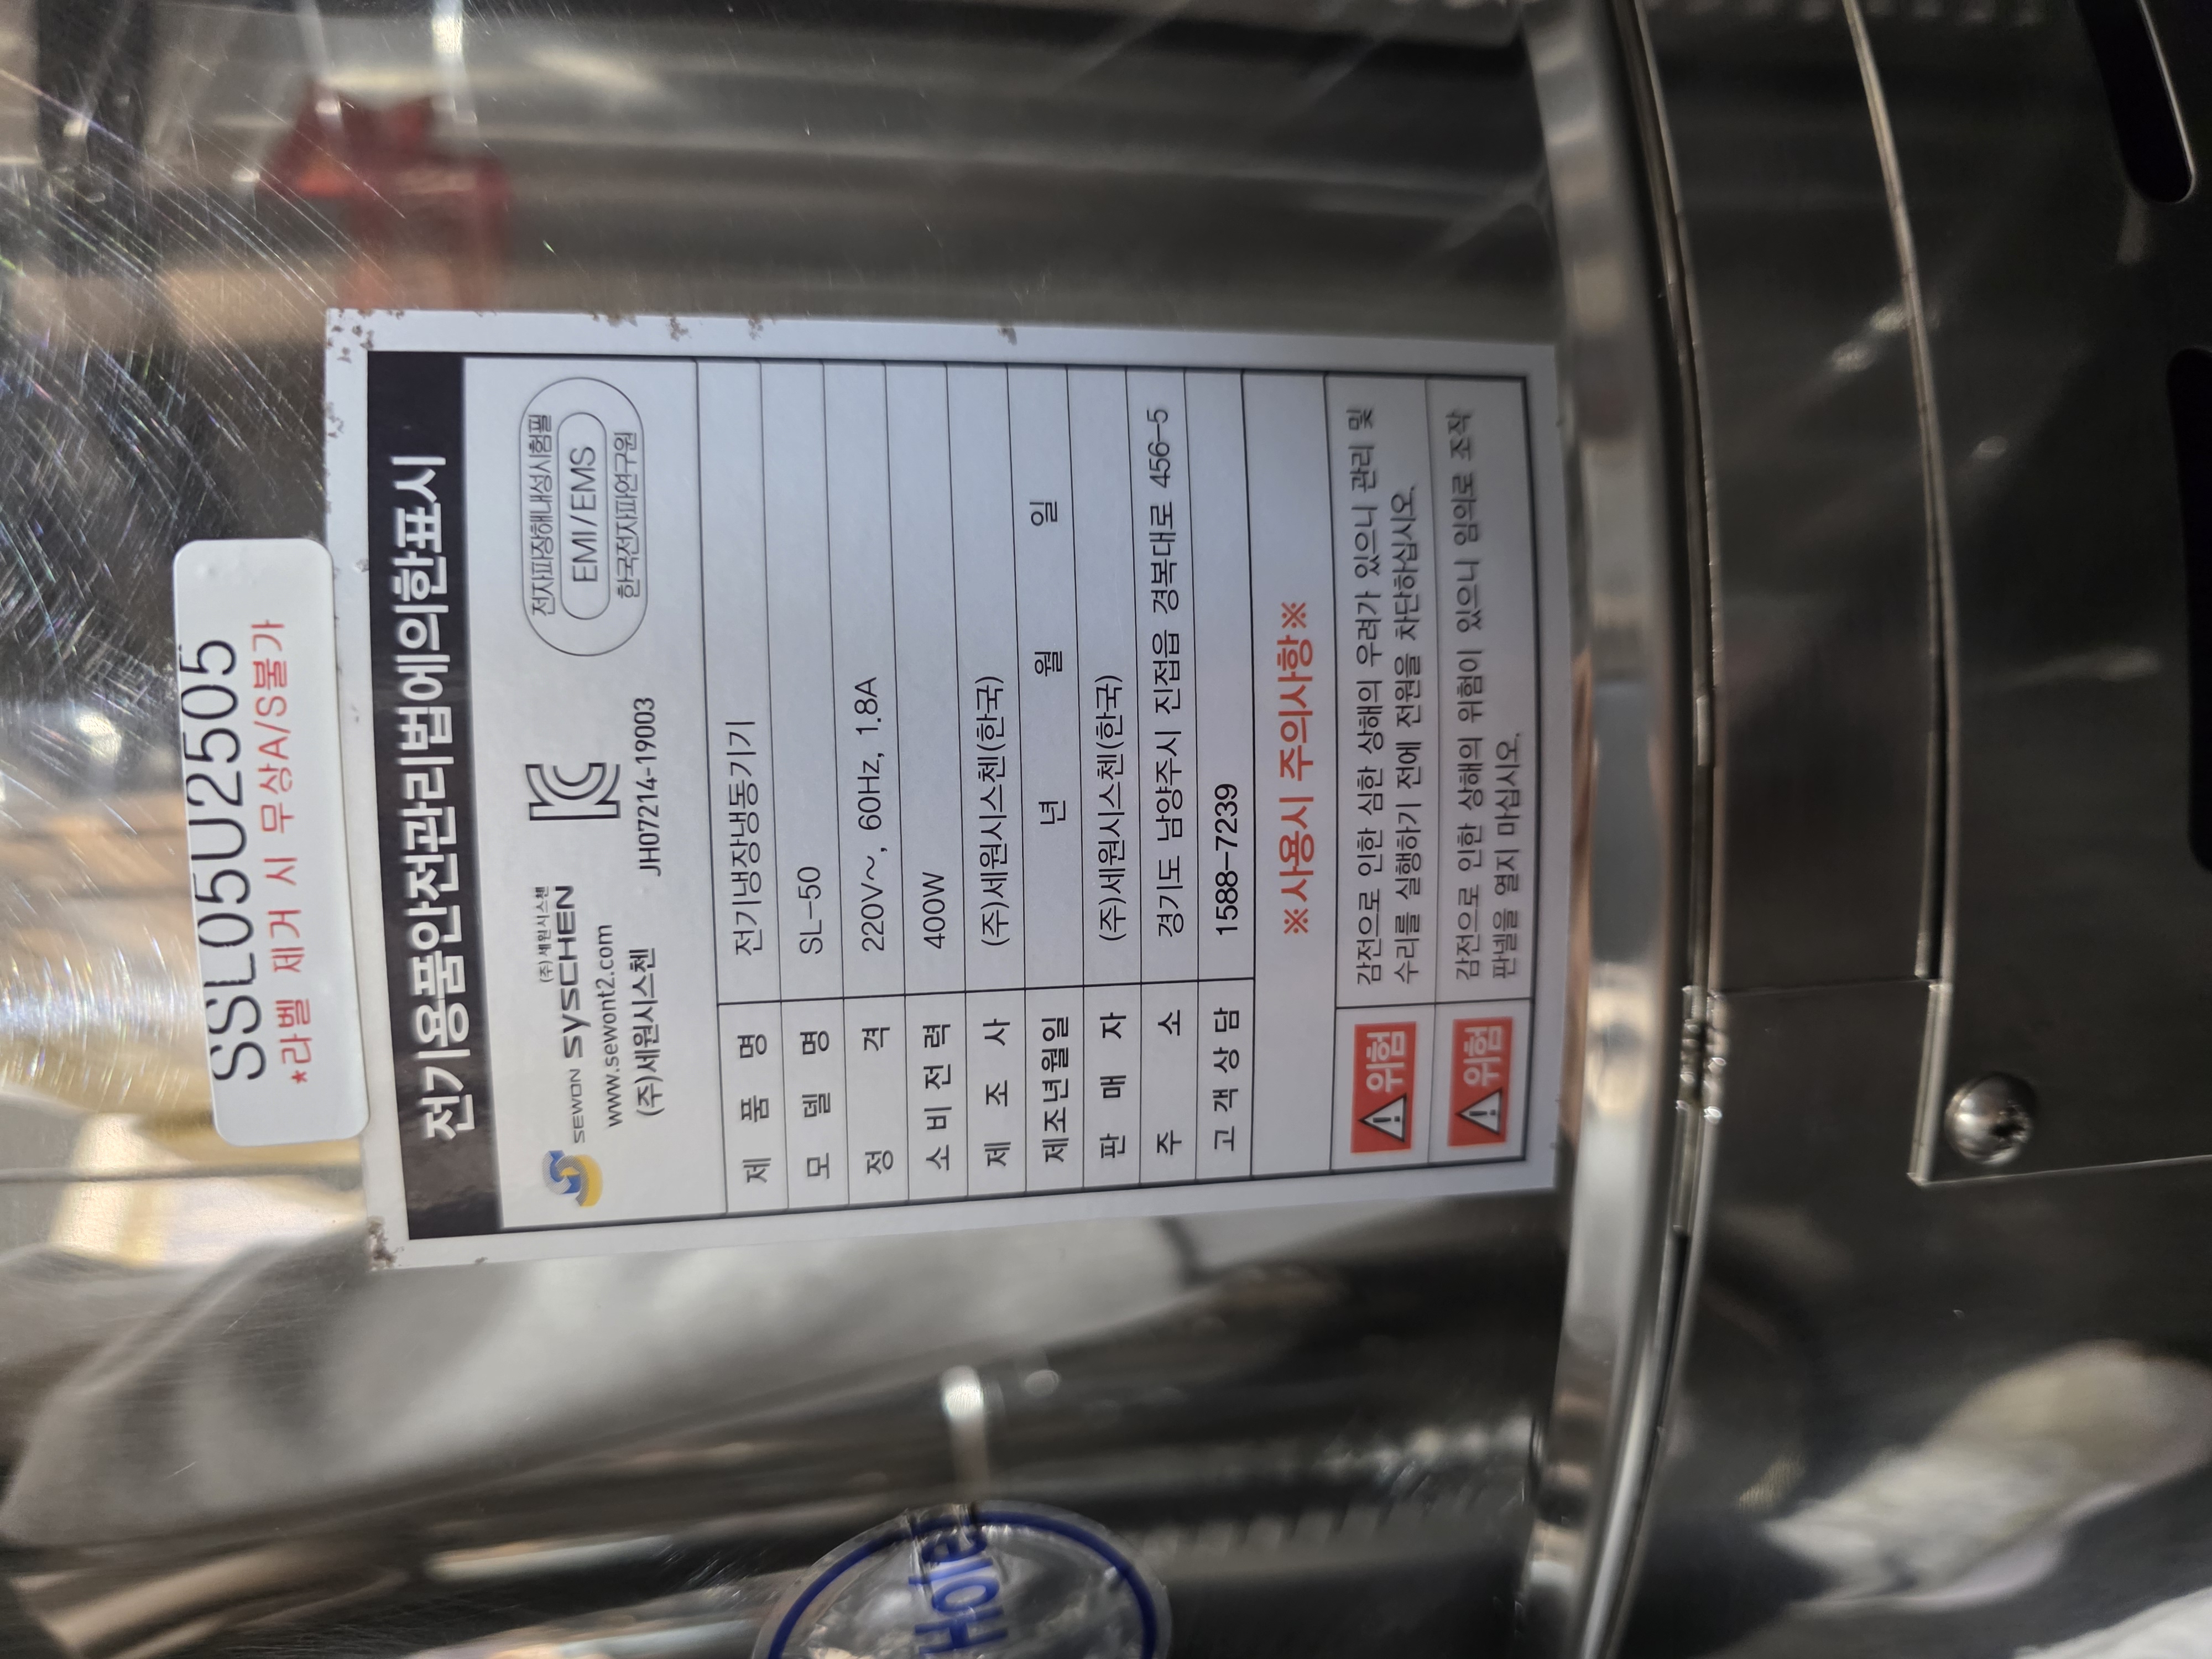 SSL05U2505
*라벨 제거 시 무상A/S불가
전기용품안전관리법에의한표시
(주)세원시스첸
SEWON SYSCHEN
www.sewont2.com
(주)세원시스첸
JH07214-19003
전자파장해내성시험필
EMI/EMS
한국전자파연구원
제 품 명 전기냉장냉동기기
모 델 명 SL-50
정 격 220V~, 60Hz, 1.8A
소 비 전 력 400W
제 조 사 (주)세원시스첸(한국)
제조년월일 년 월 일
판 매 자 (주)세원시스첸(한국)
주 소 경기도 남양주시 진접읍 경복대로 456-5
고 객 상 담 1588-7239
※사용시 주의사항※
위험 감전으로 인한 심한 상해의 우려가 있으니 관리 및
수리를 실행하기 전에 전원을 차단하십시오.
위험 감전으로 인한 상해의 위험이 있으니 임의로 조작
판넬을 열지 마십시오.
Hole